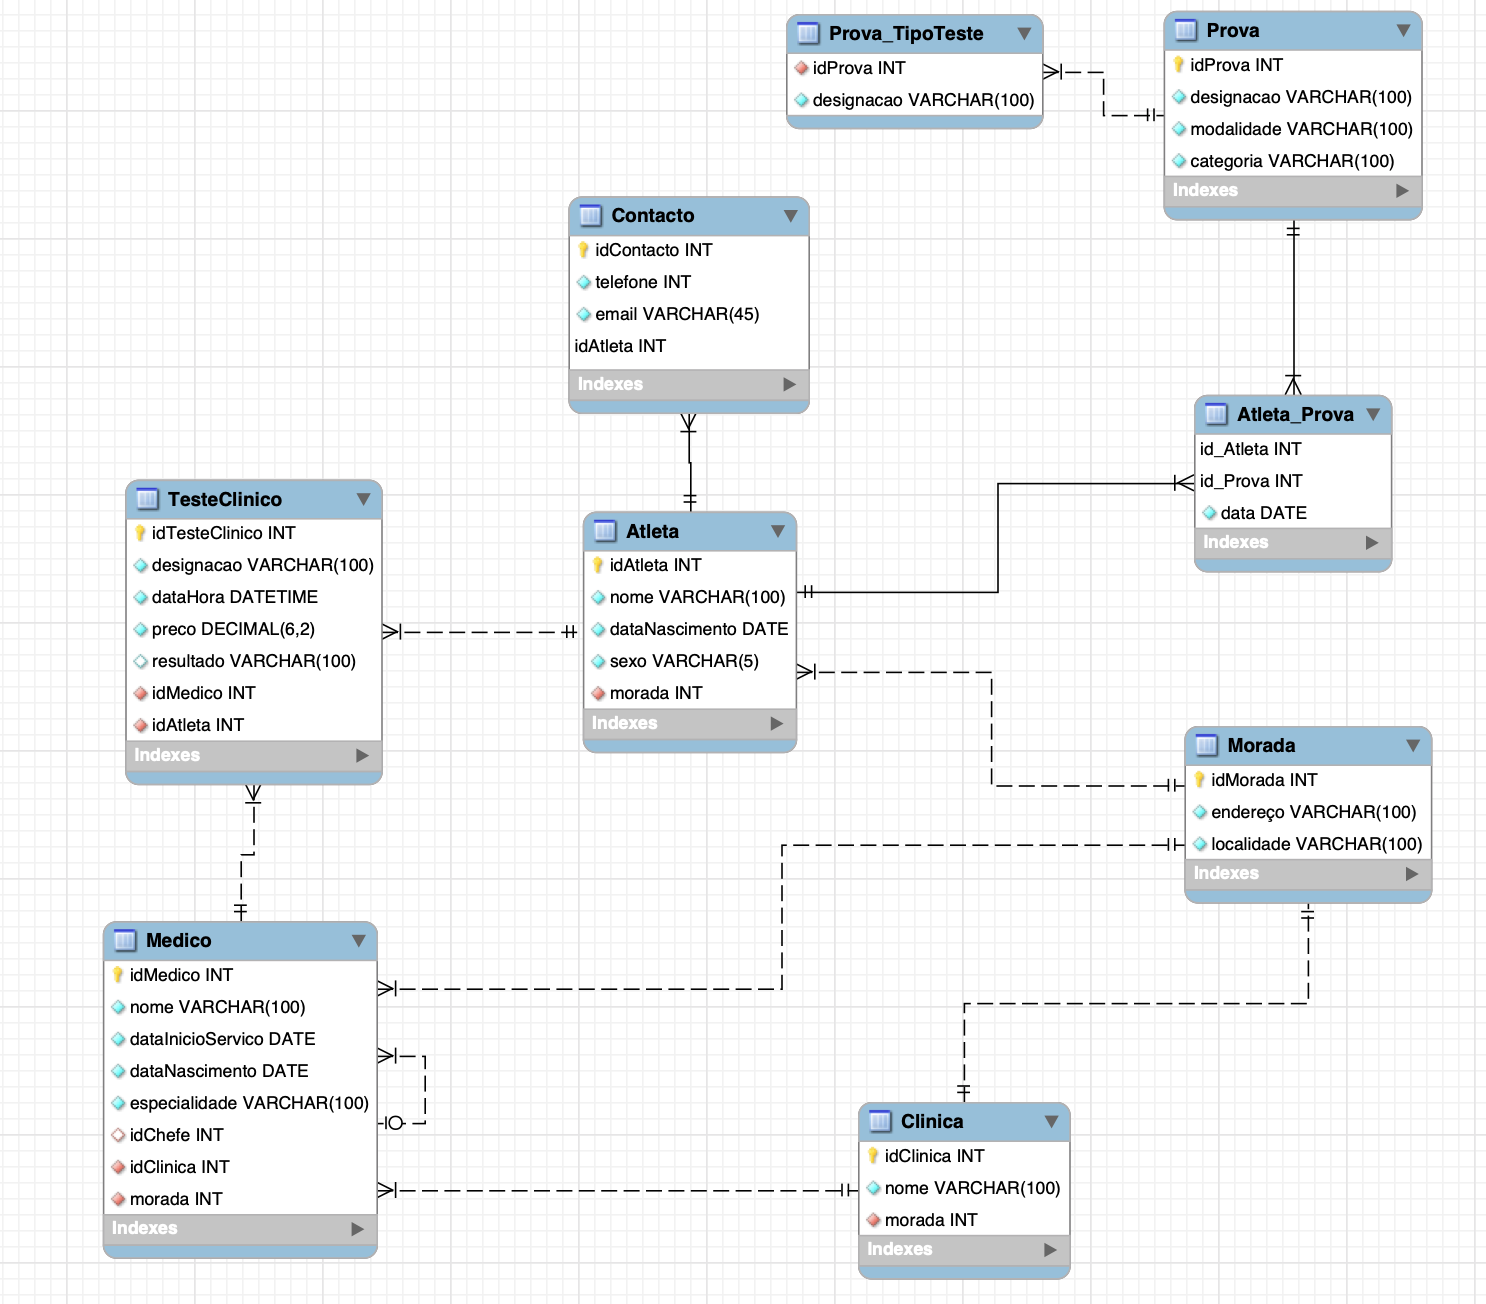 Prova_TipoTeste
idProva INT
designacao VARCHAR(100)
Prova
idProva INT
designacao VARCHAR(100)
modalidade VARCHAR(100)
categoria VARCHAR(100)
Indexes
Contacto
idContacto INT
telefone INT
email VARCHAR(45)
idAtleta INT
Indexes
Atleta_Prova
id_Atleta INT
id_Prova INT
data DATE
Indexes
TesteClinico
idTesteClinico INT
designacao VARCHAR(100)
dataHora DATETIME
preco DECIMAL(6,2)
resultado VARCHAR(100)
idMedico INT
idAtleta INT
Indexes
Atleta
idAtleta INT
nome VARCHAR(100)
dataNascimento DATE
sexo VARCHAR(5)
morada INT
Indexes
Morada
idMorada INT
endereço VARCHAR(100)
localidade VARCHAR(100)
Indexes
Medico
idMedico INT
nome VARCHAR(100)
dataInicioServico DATE
dataNascimento DATE
especialidade VARCHAR(100)
idChefe INT
idClinica INT
morada INT
Indexes
Clinica
idClinica INT
nome VARCHAR(100)
morada INT
Indexes